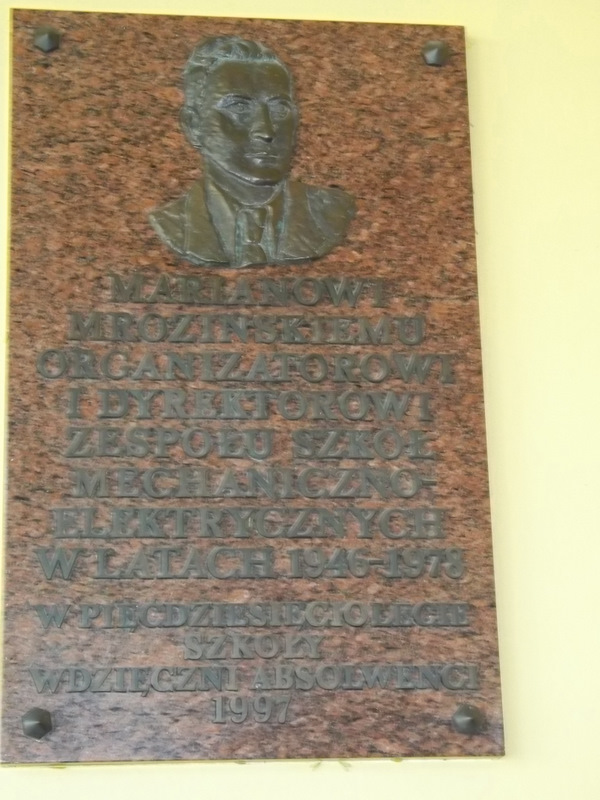 MARIANOWI
MROZIŃSKIEMU
ORGANIZATOROWI
I DYREKTOROWI
ZESPOŁU SZKÓŁ
MECHANICZNO-
ELEKTRYCZNYCH
W LATACH 1946-1978
W PIĘĆDZIESIĘCIOLECIE
SZKOŁY
WDZIĘCZNI ABSOLWENCI
1997